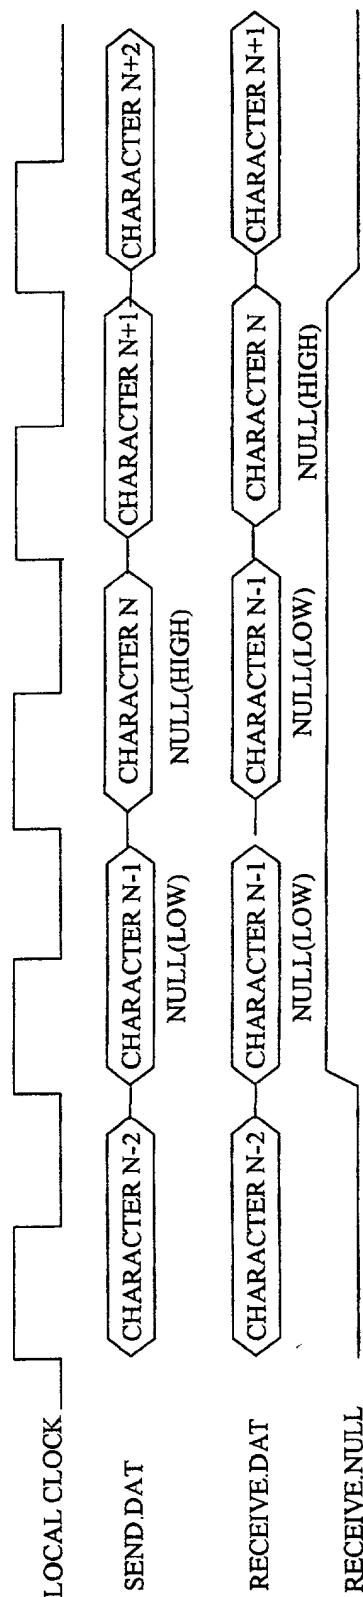 LOCAL CLOCK
SEND.DAT
CHARACTER N-2
CHARACTER N-1
CHARACTER N
CHARACTER N+1
CHARACTER N+2
NULL(LOW)
NULL(HIGH)
RECEIVE.DAT
CHARACTER N-2
CHARACTER N-1
CHARACTER N-1
CHARACTER N
CHARACTER N+1
NULL(LOW)
NULL(LOW)
NULL(HIGH)
RECEIVE.NULL